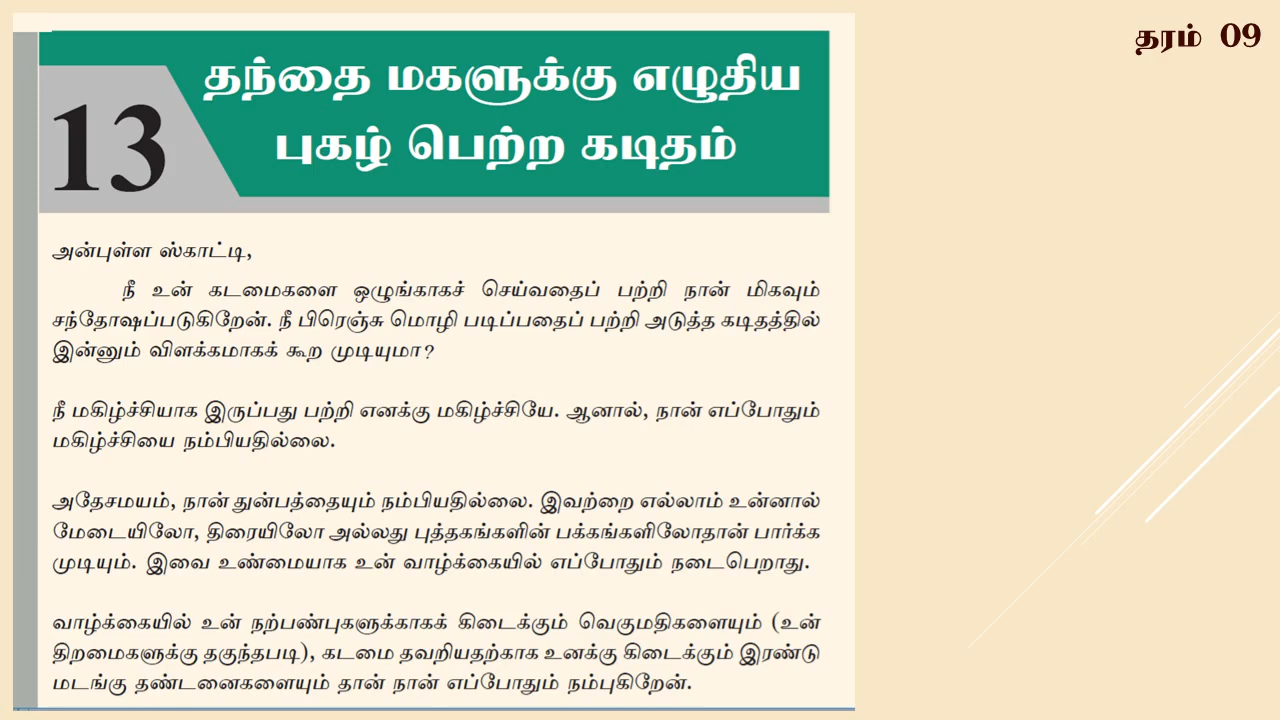 தரம் 09
13
தந்தை மகளுக்கு எழுதிய
புகழ் பெற்ற கடிதம்
அன்புள்ள ஸ்காட்டி,
நீ உன் கடமைகளை ஒழுங்காகச் செய்வதைப் பற்றி நான் மிகவும்
சந்தோஷப்படுகிறேன். நீ பிரெஞ்சு மொழி படிப்பதைப் பற்றி அடுத்த கடிதத்தில்
இன்னும் விளக்கமாகக் கூற முடியுமா?
நீ மகிழ்ச்சியாக இருப்பது பற்றி எனக்கு மகிழ்ச்சியே. ஆனால், நான் எப்போதும்
மகிழ்ச்சியை நம்பியதில்லை.
அதேசமயம், நான் துன்பத்தையும் நம்பியதில்லை. இவற்றை எல்லாம் உன்னால்
மேடையிலோ, திரையிலோ அல்லது புத்தகங்களின் பக்கங்களிலோதான் பார்க்க
முடியும். இவை உண்மையாக உன் வாழ்க்கையில் எப்போதும் நடைபெறாது.
வாழ்க்கையில் உன் நற்பண்புகளுக்காகக் கிடைக்கும் வெகுமதிகளையும் (உன்
திறமைகளுக்கு தகுந்தபடி), கடமை தவறியதற்காக உனக்கு கிடைக்கும் இரண்டு
மடங்கு தண்டனைகளையும் தான் நான் எப்போதும் நம்புகிறேன்.